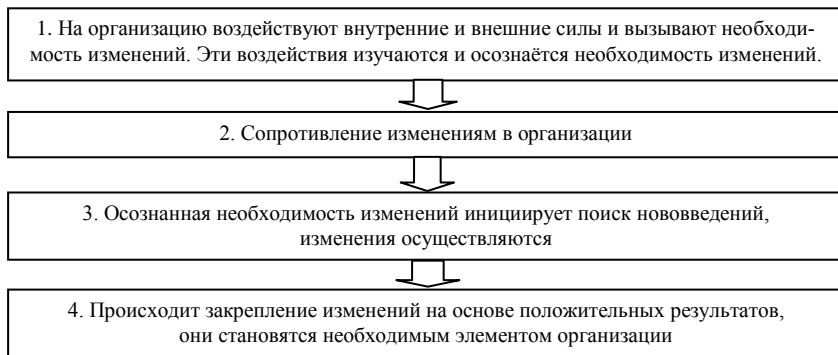 1. На организацию воздействуют внутренние и внешние силы и вызывают необходи-
мость изменений. Эти воздействия изучаются и осознаётся необходимость изменений.
2. Сопротивление изменениям в организации
3. Осознанная необходимость изменений инициирует поиск нововведений,
изменения осуществляются
4. Происходит закрепление изменений на основе положительных результатов,
они становятся необходимым элементом организации